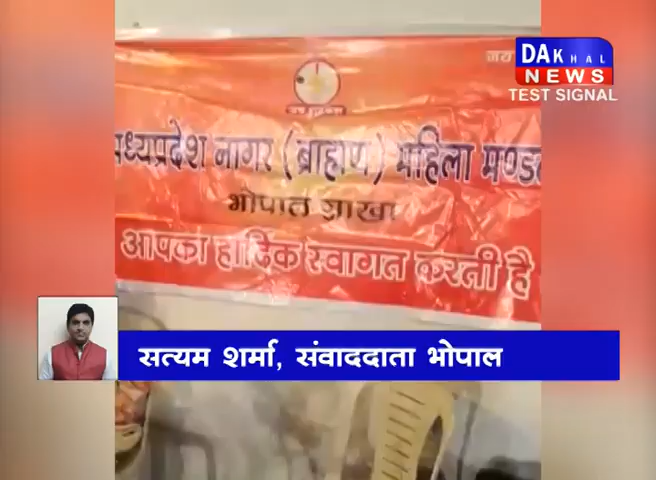 DAKHAL
NEWS
TEST SIGNAL
जय
मध्यप्रदेश नागर (ब्राह्मण) महिला मण्डल
भोपाल शाखा
आपका हार्दिक स्वागत करती है
सत्यम शर्मा, संवाददाता भोपाल